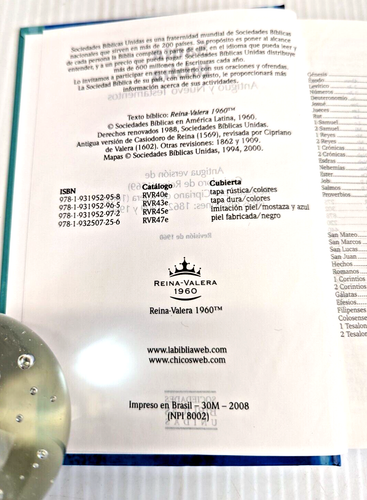 Sociedades Bíblicas Unidas es una fraternidad mundial de Sociedades Bíblicas
nacionales que sirven en más de 200 países. Su propósito es poner al alcance
de cada persona la Biblia completa o parte de ella, en el idioma que pueda leer y
entender, y a un precio que pueda pagar. Sociedades Bíblicas Unidas distribuye
más de 600 millones de Escrituras cada año.
Lo invitamos a participar en este ministerio con sus oraciones y ofrendas.
La Sociedad Bíblica de su país, con mucho gusto, le proporcionará más
información acerca de sus actividades.
Texto bíblico: Reina-Valera 1960™
© Sociedades Bíblicas en América Latina, 1960.
Derechos renovados 1988, Sociedades Bíblicas Unidas.
Antigua versión de Casiodoro de Reina (1569), revisada por Cipriano
de Valera (1602). Otras revisiones: 1862 y 1909.
Mapas © Sociedades Bíblicas Unidas, 1994, 2000.
ISBN Catálogo Cubierta
978-1-931952-95-8 RVR40e tapa rústica/colores
978-1-931952-96-5 RVR43e tapa dura/colores
978-1-931952-97-2 RVR45e imitación piel/mostaza y azul
978-1-932507-25-6 RVR47e piel fabricada/negro
REINA-VALERA
1960
Reina-Valera 1960™
www.labibliaweb.com
www.chicosweb.com
Impreso en Brasil – 30M – 2008
(NPI 8002)
Génesis
Éxodo
Levítico
Números
Deuteronomio
Josué
Jueces
Rut
1 Samuel
2 Samuel
1 Reyes
2 Reyes
1 Crónicas
2 Crónicas
Esdras
Nehemías
Ester
Job
Salmos
Proverbios
San Mateo
San Marcos
San Lucas
San Juan
Hechos
Romanos
1 Corintios
2 Corintios
Gálatas
Efesios
Filipenses
Colosense
1 Tesalon
2 Tesalon